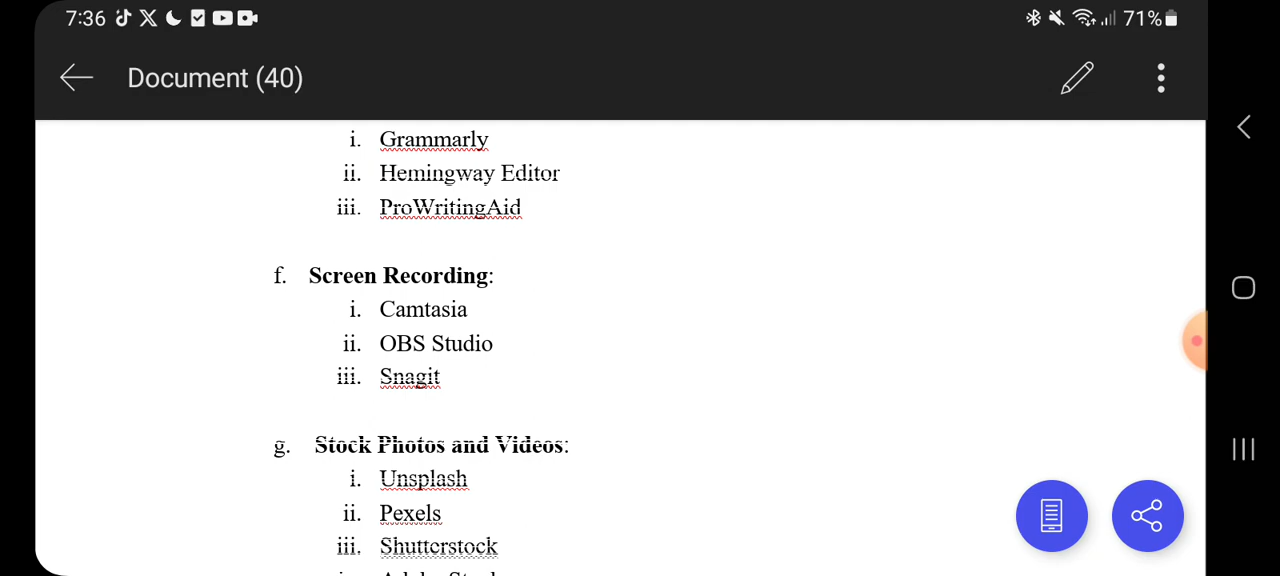 7:36 71%
Document (40)
i. Grammarly
ii. Hemingway Editor
iii. ProWritingAid
f. Screen Recording:
i. Camtasia
ii. OBS Studio
iii. Snagit
g. Stock Photos and Videos:
i. Unsplash
ii. Pexels
iii. Shutterstock